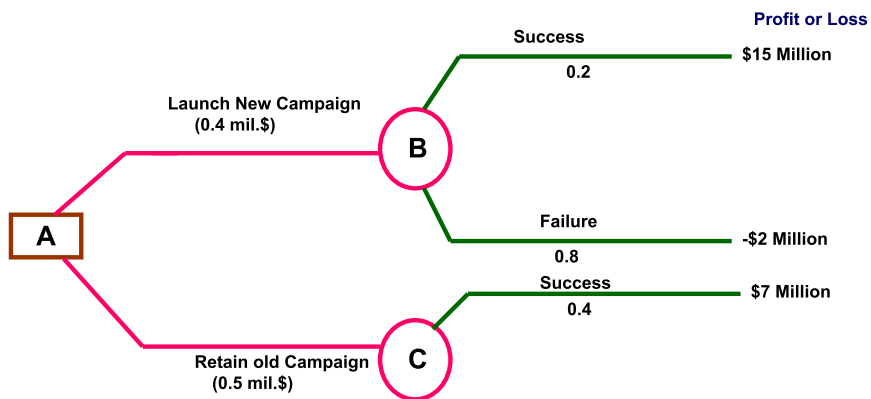 Profit or Loss
Success
$15 Million
0.2
Launch New Campaign
(0.4 mil.$)
B
A
Failure
-$2 Million
0.8
Success
$7 Million
0.4
Retain old Campaign
(0.5 mil.$)
C